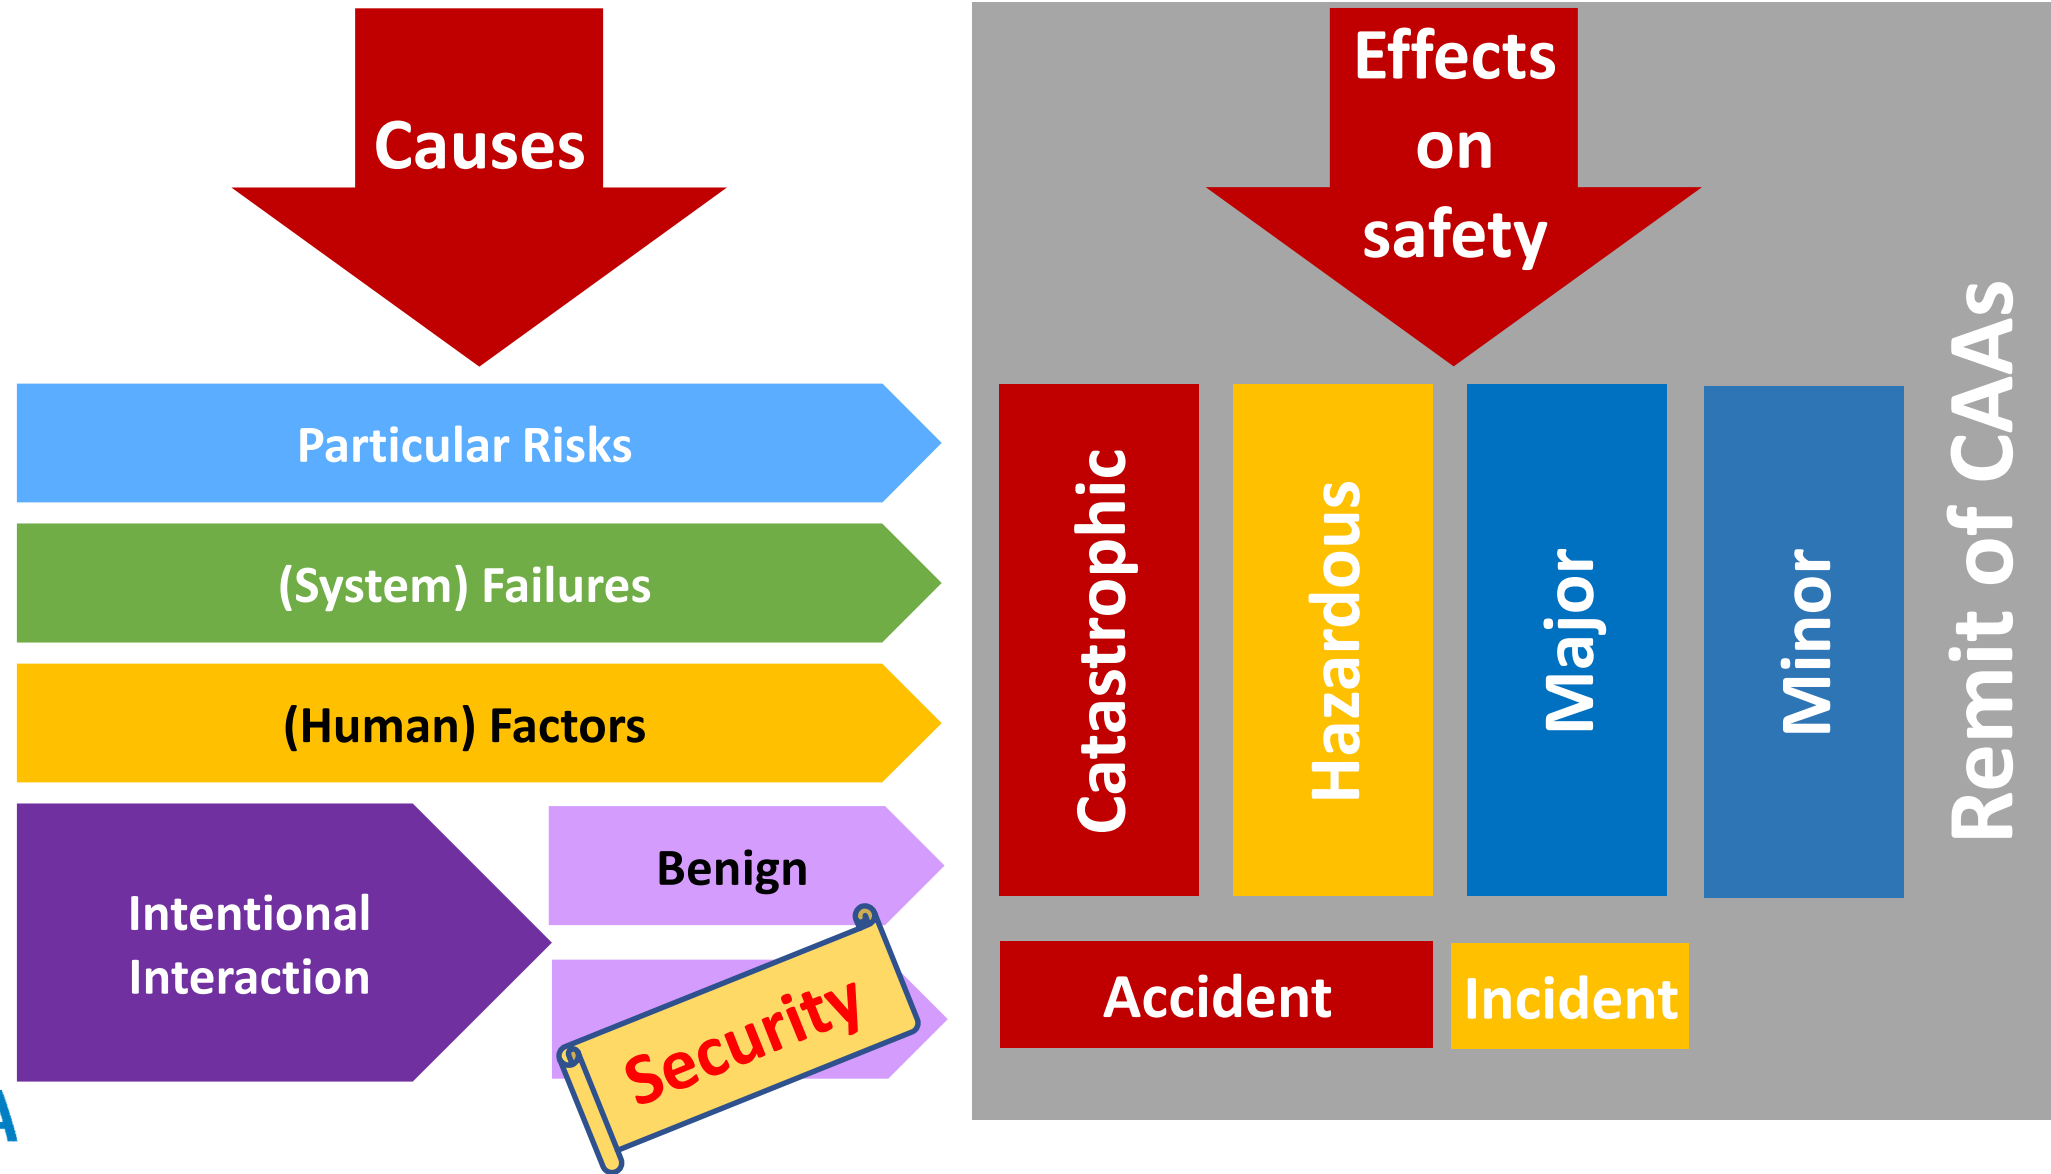 Causes
Particular Risks
(System) Failures
(Human) Factors
Intentional
Interaction
Benign
Security
Effects
on
safety
Catastrophic
Hazardous
Major
Minor
Remit of CAAs
Accident
Incident
A